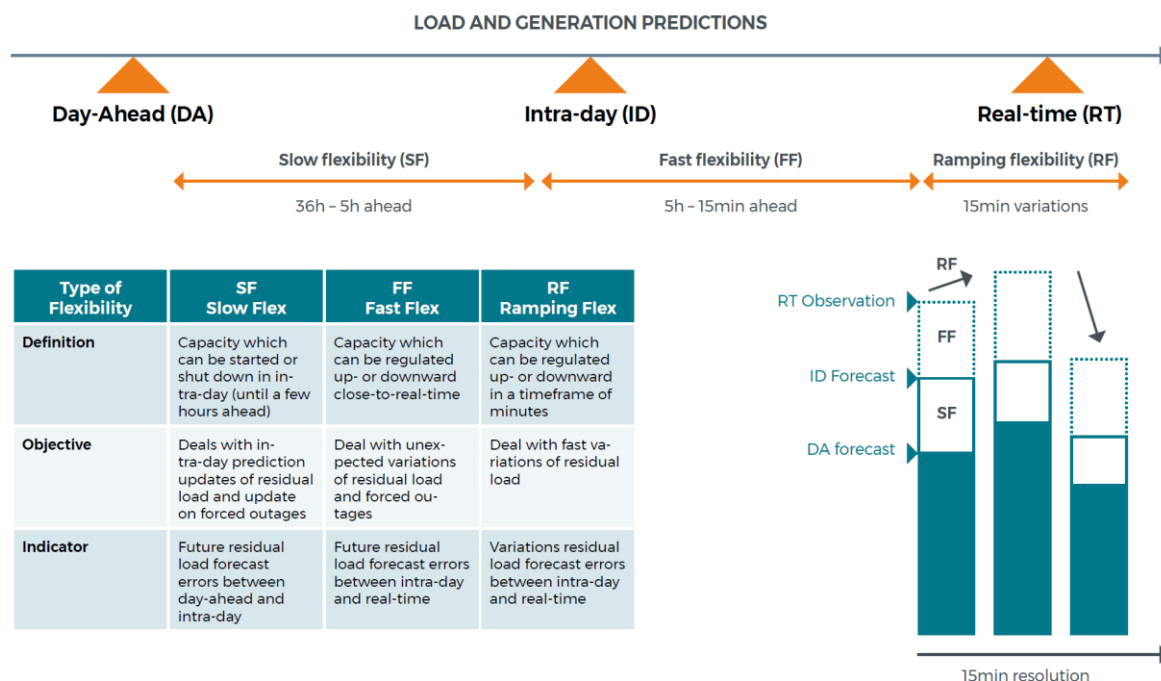 LOAD AND GENERATION PREDICTIONS
Day-Ahead (DA)
Intra-day (ID)
Real-time (RT)
Slow flexibility (SF)
Fast flexibility (FF)
Ramping flexibility (RF)
36h – 5h ahead
5h – 15min ahead
15min variations
Type of
Flexibility
SF
Slow Flex
FF
Fast Flex
RF
Ramping Flex
Definition
Capacity which
can be started or
shut down in in-
tra-day (until a few
hours ahead)
Capacity which
can be regulated
up- or downward
close-to-real-time
Capacity which
can be regulated
up- or downward
in a timeframe of
minutes
Objective
Deals with in-
tra-day prediction
updates of residual
load and update
on forced outages
Deal with unex-
pected variations
of residual load
and forced ou-
tages
Deal with fast va-
riations of residual
load
Indicator
Future residual
load forecast
errors between
day-ahead and
intra-day
Future residual
load forecast errors
between intra-day
and real-time
Variations residual
load forecast errors
between intra-day
and real-time
RF
RT Observation
FF
ID Forecast
SF
DA forecast
15min resolution